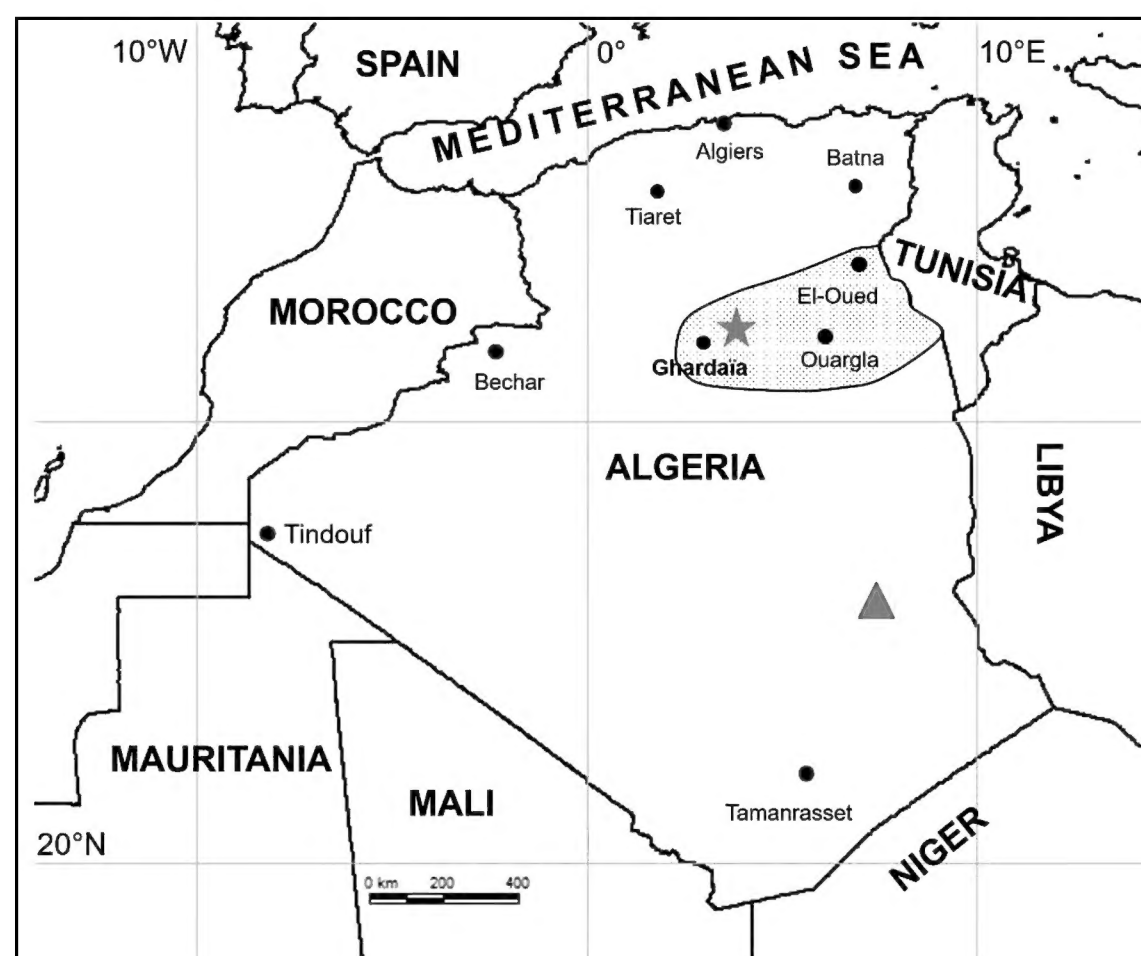 10°W
0°
10°E
SPAIN
MEDITERRANEAN SEA
Algiers
Batna
Tiaret
TUNISIA
El-Oued
MOROCCO
Ghardaïa
Ouargla
Bechar
ALGERIA
LIBYA
Tindouf
MAURITANIA
MALI
Tamanrasset
NIGER
20°N
0 km 200 400